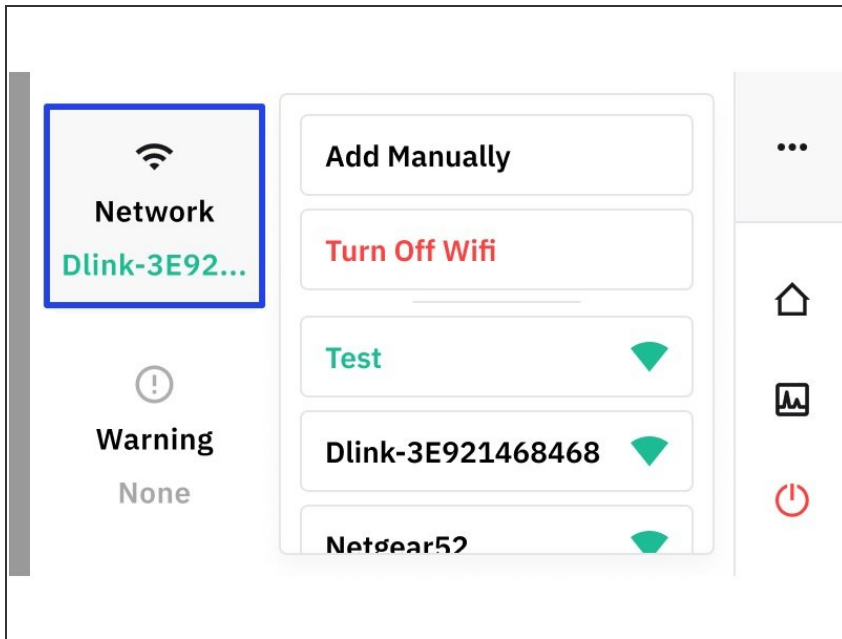 Network
Dlink-3E92...
Warning
None
Add Manually
Turn Off Wifi
Test
Dlink-3E921468468
Netgear52